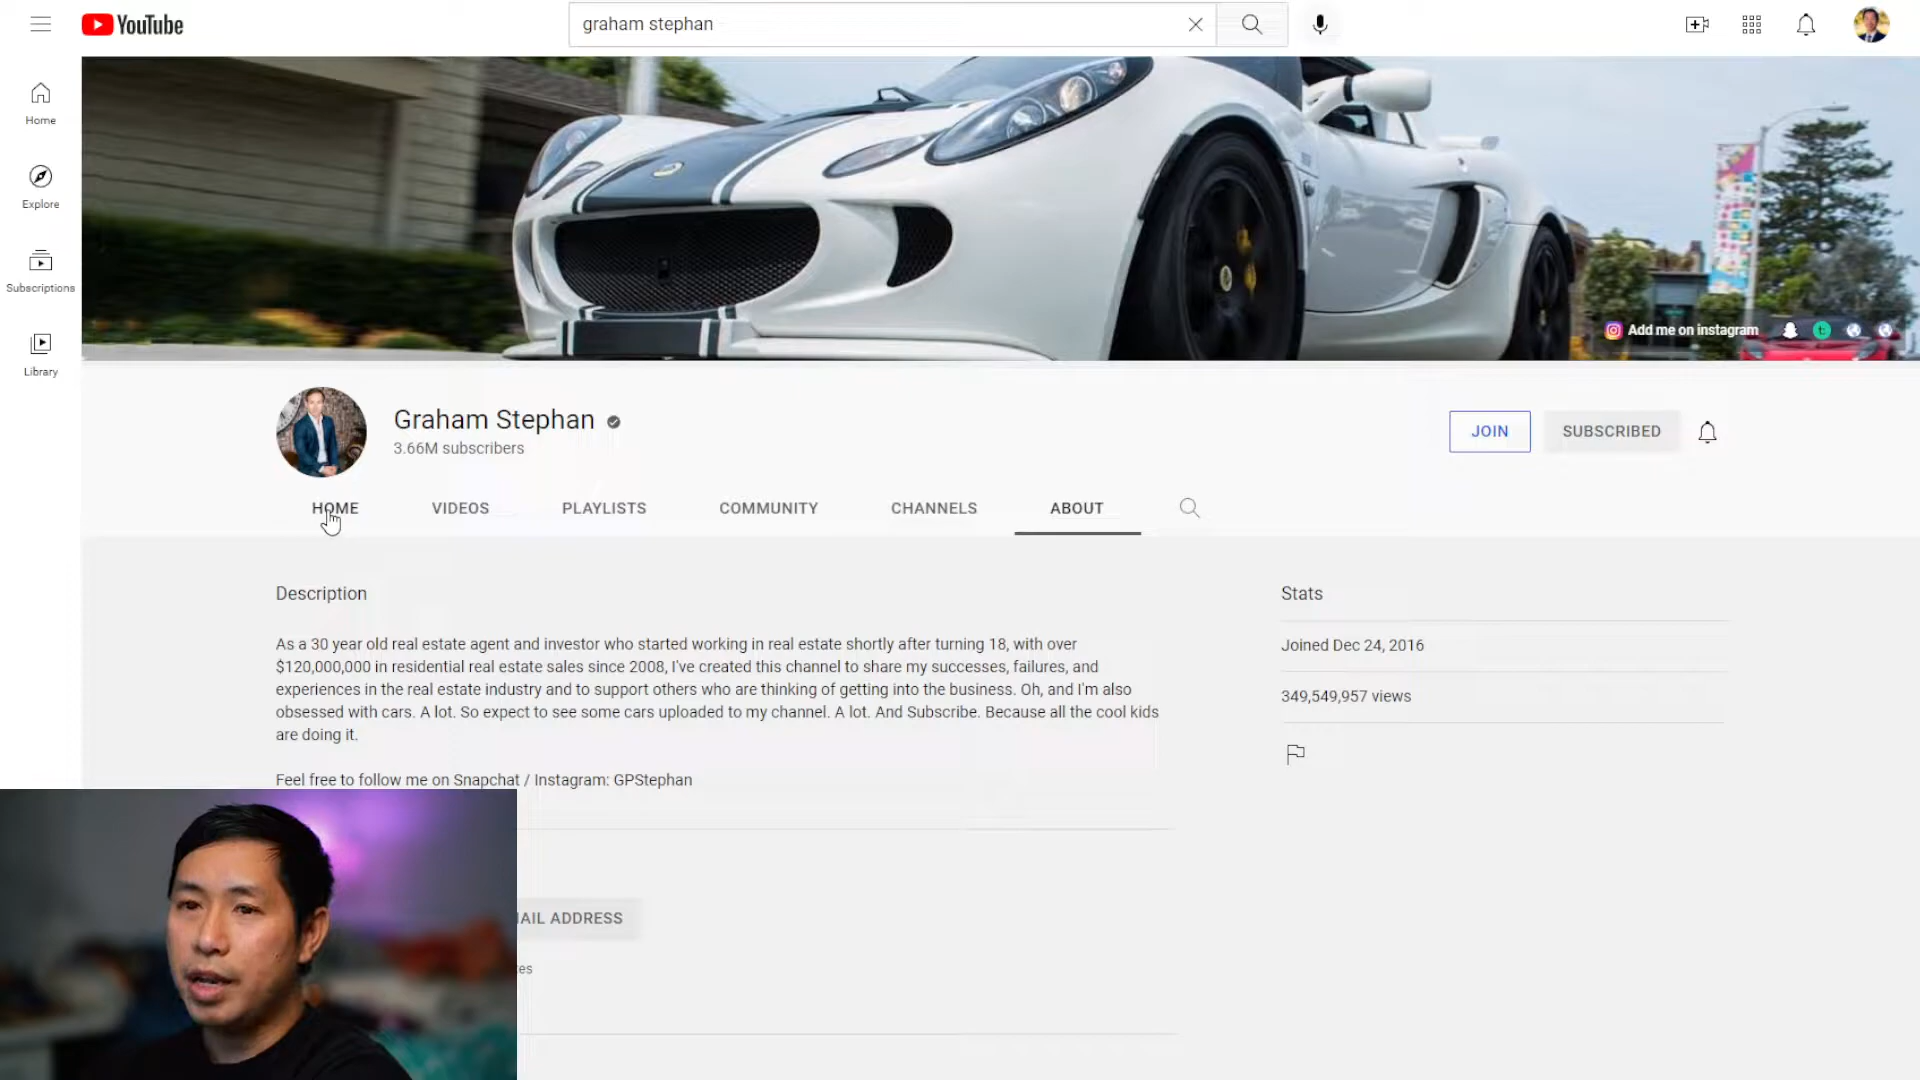 YouTube
graham stephan
Home
Explore
Subscriptions
Library
Add me on instagram
Graham Stephan
3.66M subscribers
JOIN
SUBSCRIBED
HOME
VIDEOS
PLAYLISTS
COMMUNITY
CHANNELS
ABOUT
Description
As a 30 year old real estate agent and investor who started working in real estate shortly after turning 18, with over
$120,000,000 in residential real estate sales since 2008, I've created this channel to share my successes, failures, and
experiences in the real estate industry and to support others who are thinking of getting into the business. Oh, and I'm also
obsessed with cars. A lot. So expect to see some cars uploaded to my channel. A lot. And Subscribe. Because all the cool kids
are doing it.
Feel free to follow me on Snapchat / Instagram: GPStephan
Stats
Joined Dec 24, 2016
349,549,957 views
AIL ADDRESS
tes